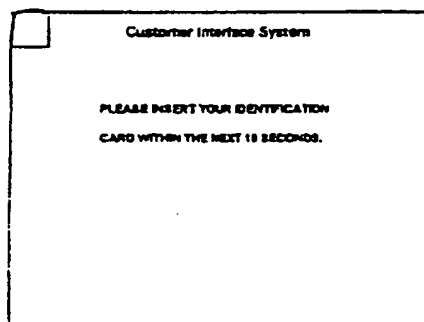 Customer Interface System
PLEASE INSERT YOUR IDENTIFICATION
CARD WITHIN THE NEXT SECONDS.